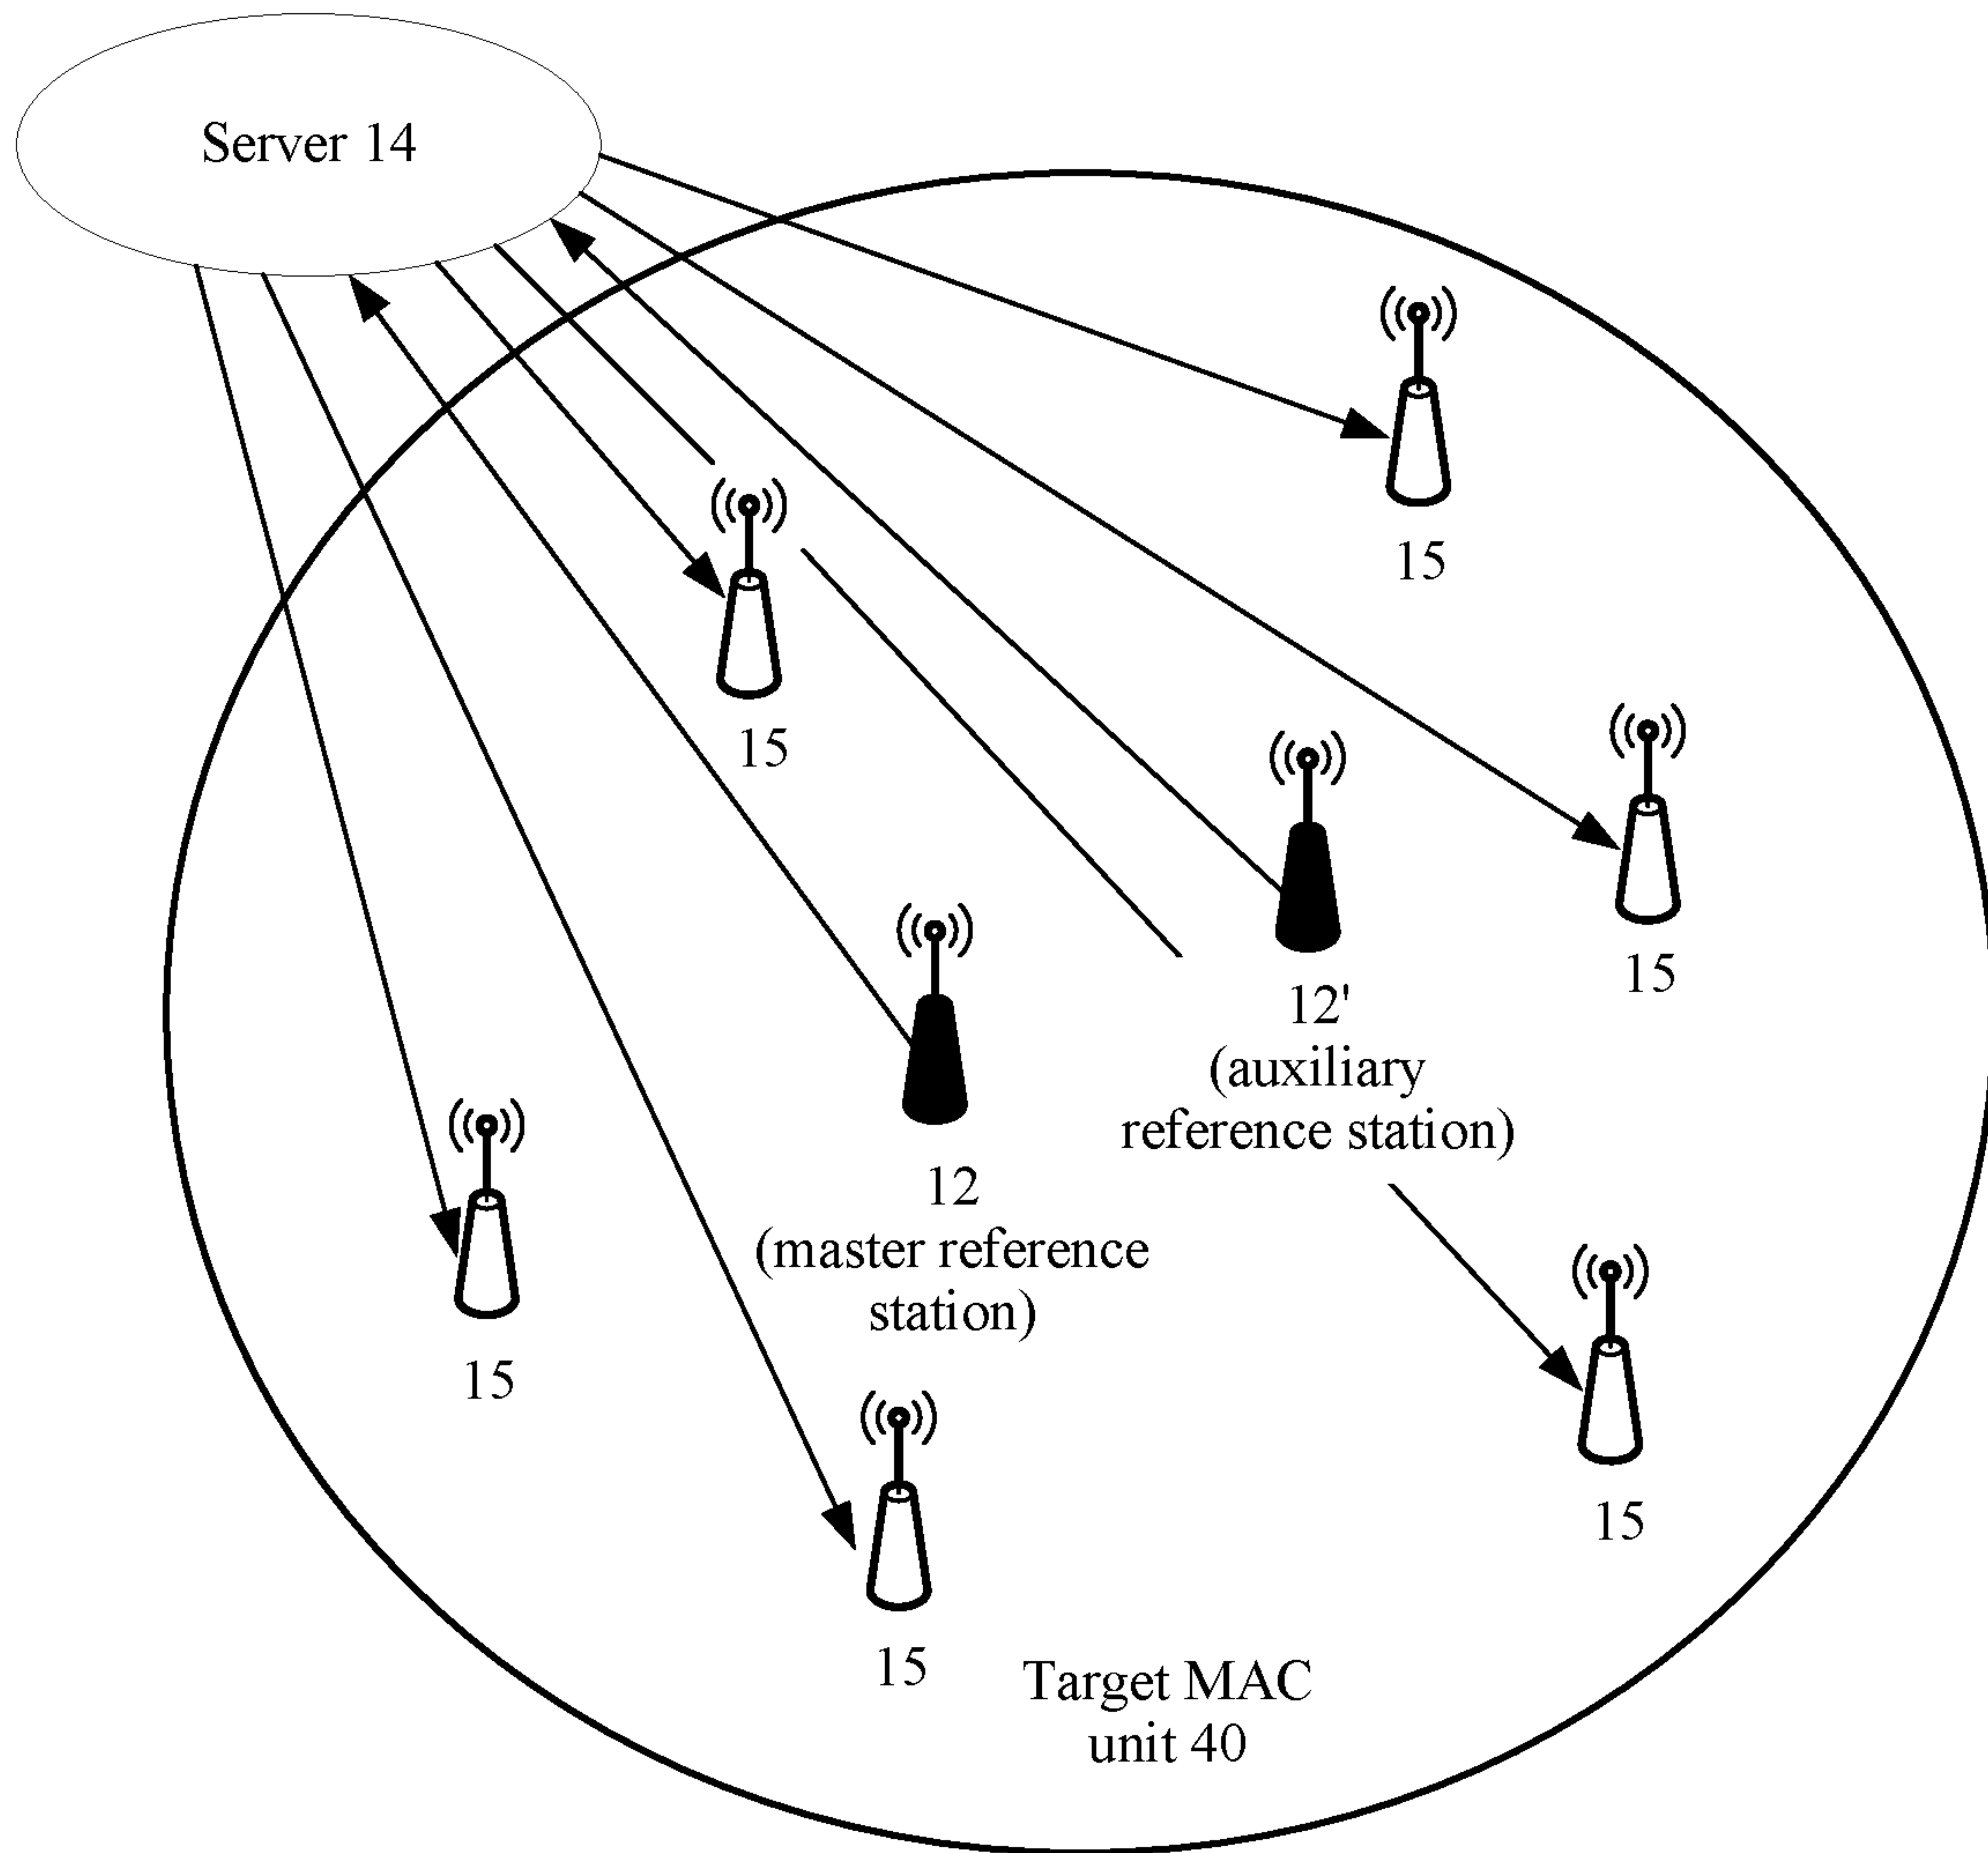 Server 14
15
15
15
12'
(auxiliary
reference station)
12
(master reference
station)
15
15
15
Target MAC
unit 40